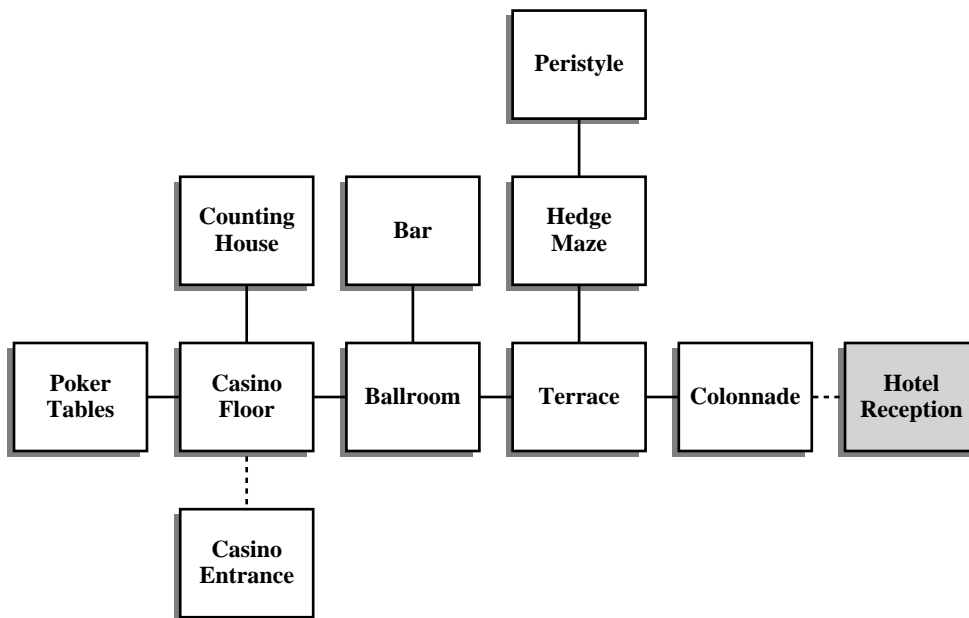 Peristyle
Counting
House
Bar
Hedge
Maze
Poker
Tables
Casino
Floor
Ballroom
Terrace
Colonnade
Hotel
Reception
Casino
Entrance